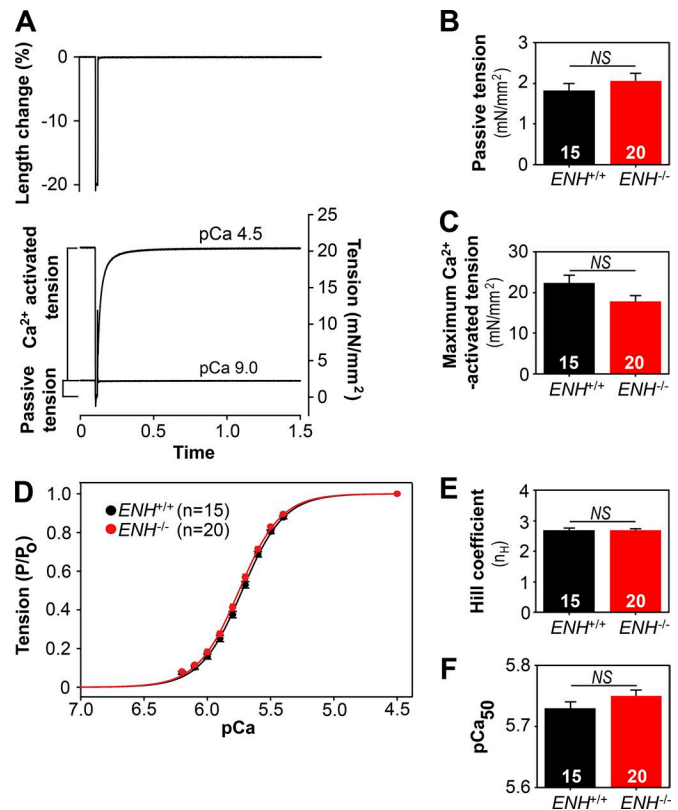 A
Length change (%)
0
-10
-20
Ca²⁺ activated
tension
Passive
tension
pCa 4.5
pCa 9.0
25
20
15
10
5
0
Tension (mN/mm²)
0
0.5
1.0
1.5
Time
B
Passive tension
(mN/mm²)
3
2
1
0
NS
15
20
ENH⁺/⁺
ENH⁻/⁻
C
Maximum Ca²⁺
-activated tension
(mN/mm²)
30
20
10
0
NS
15
20
ENH⁺/⁺
ENH⁻/⁻
D
Tension (P/Po)
1.0
0.8
0.6
0.4
0.2
0
ENH⁺/⁺ (n=15)
ENH⁻/⁻ (n=20)
7.0
6.5
6.0
5.5
5.0
4.5
pCa
E
Hill coefficient
(nH)
4
3
2
1
0
NS
15
20
ENH⁺/⁺
ENH⁻/⁻
F
pCa₅₀
5.8
5.7
5.6
NS
15
20
ENH⁺/⁺
ENH⁻/⁻